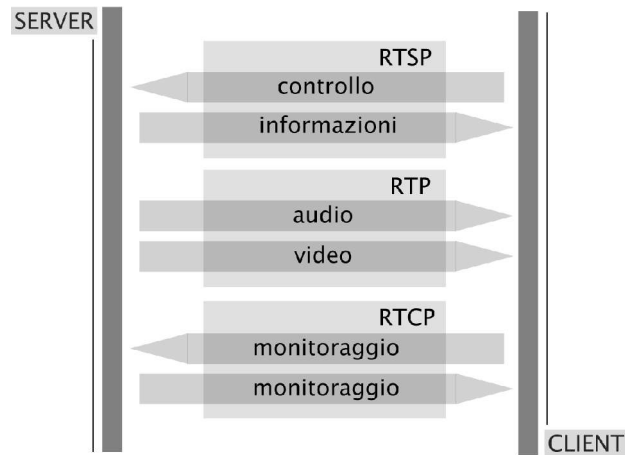 SERVER
RTSP
controllo
informazioni
RTP
audio
video
RTCP
monitoraggio
monitoraggio
CLIENT